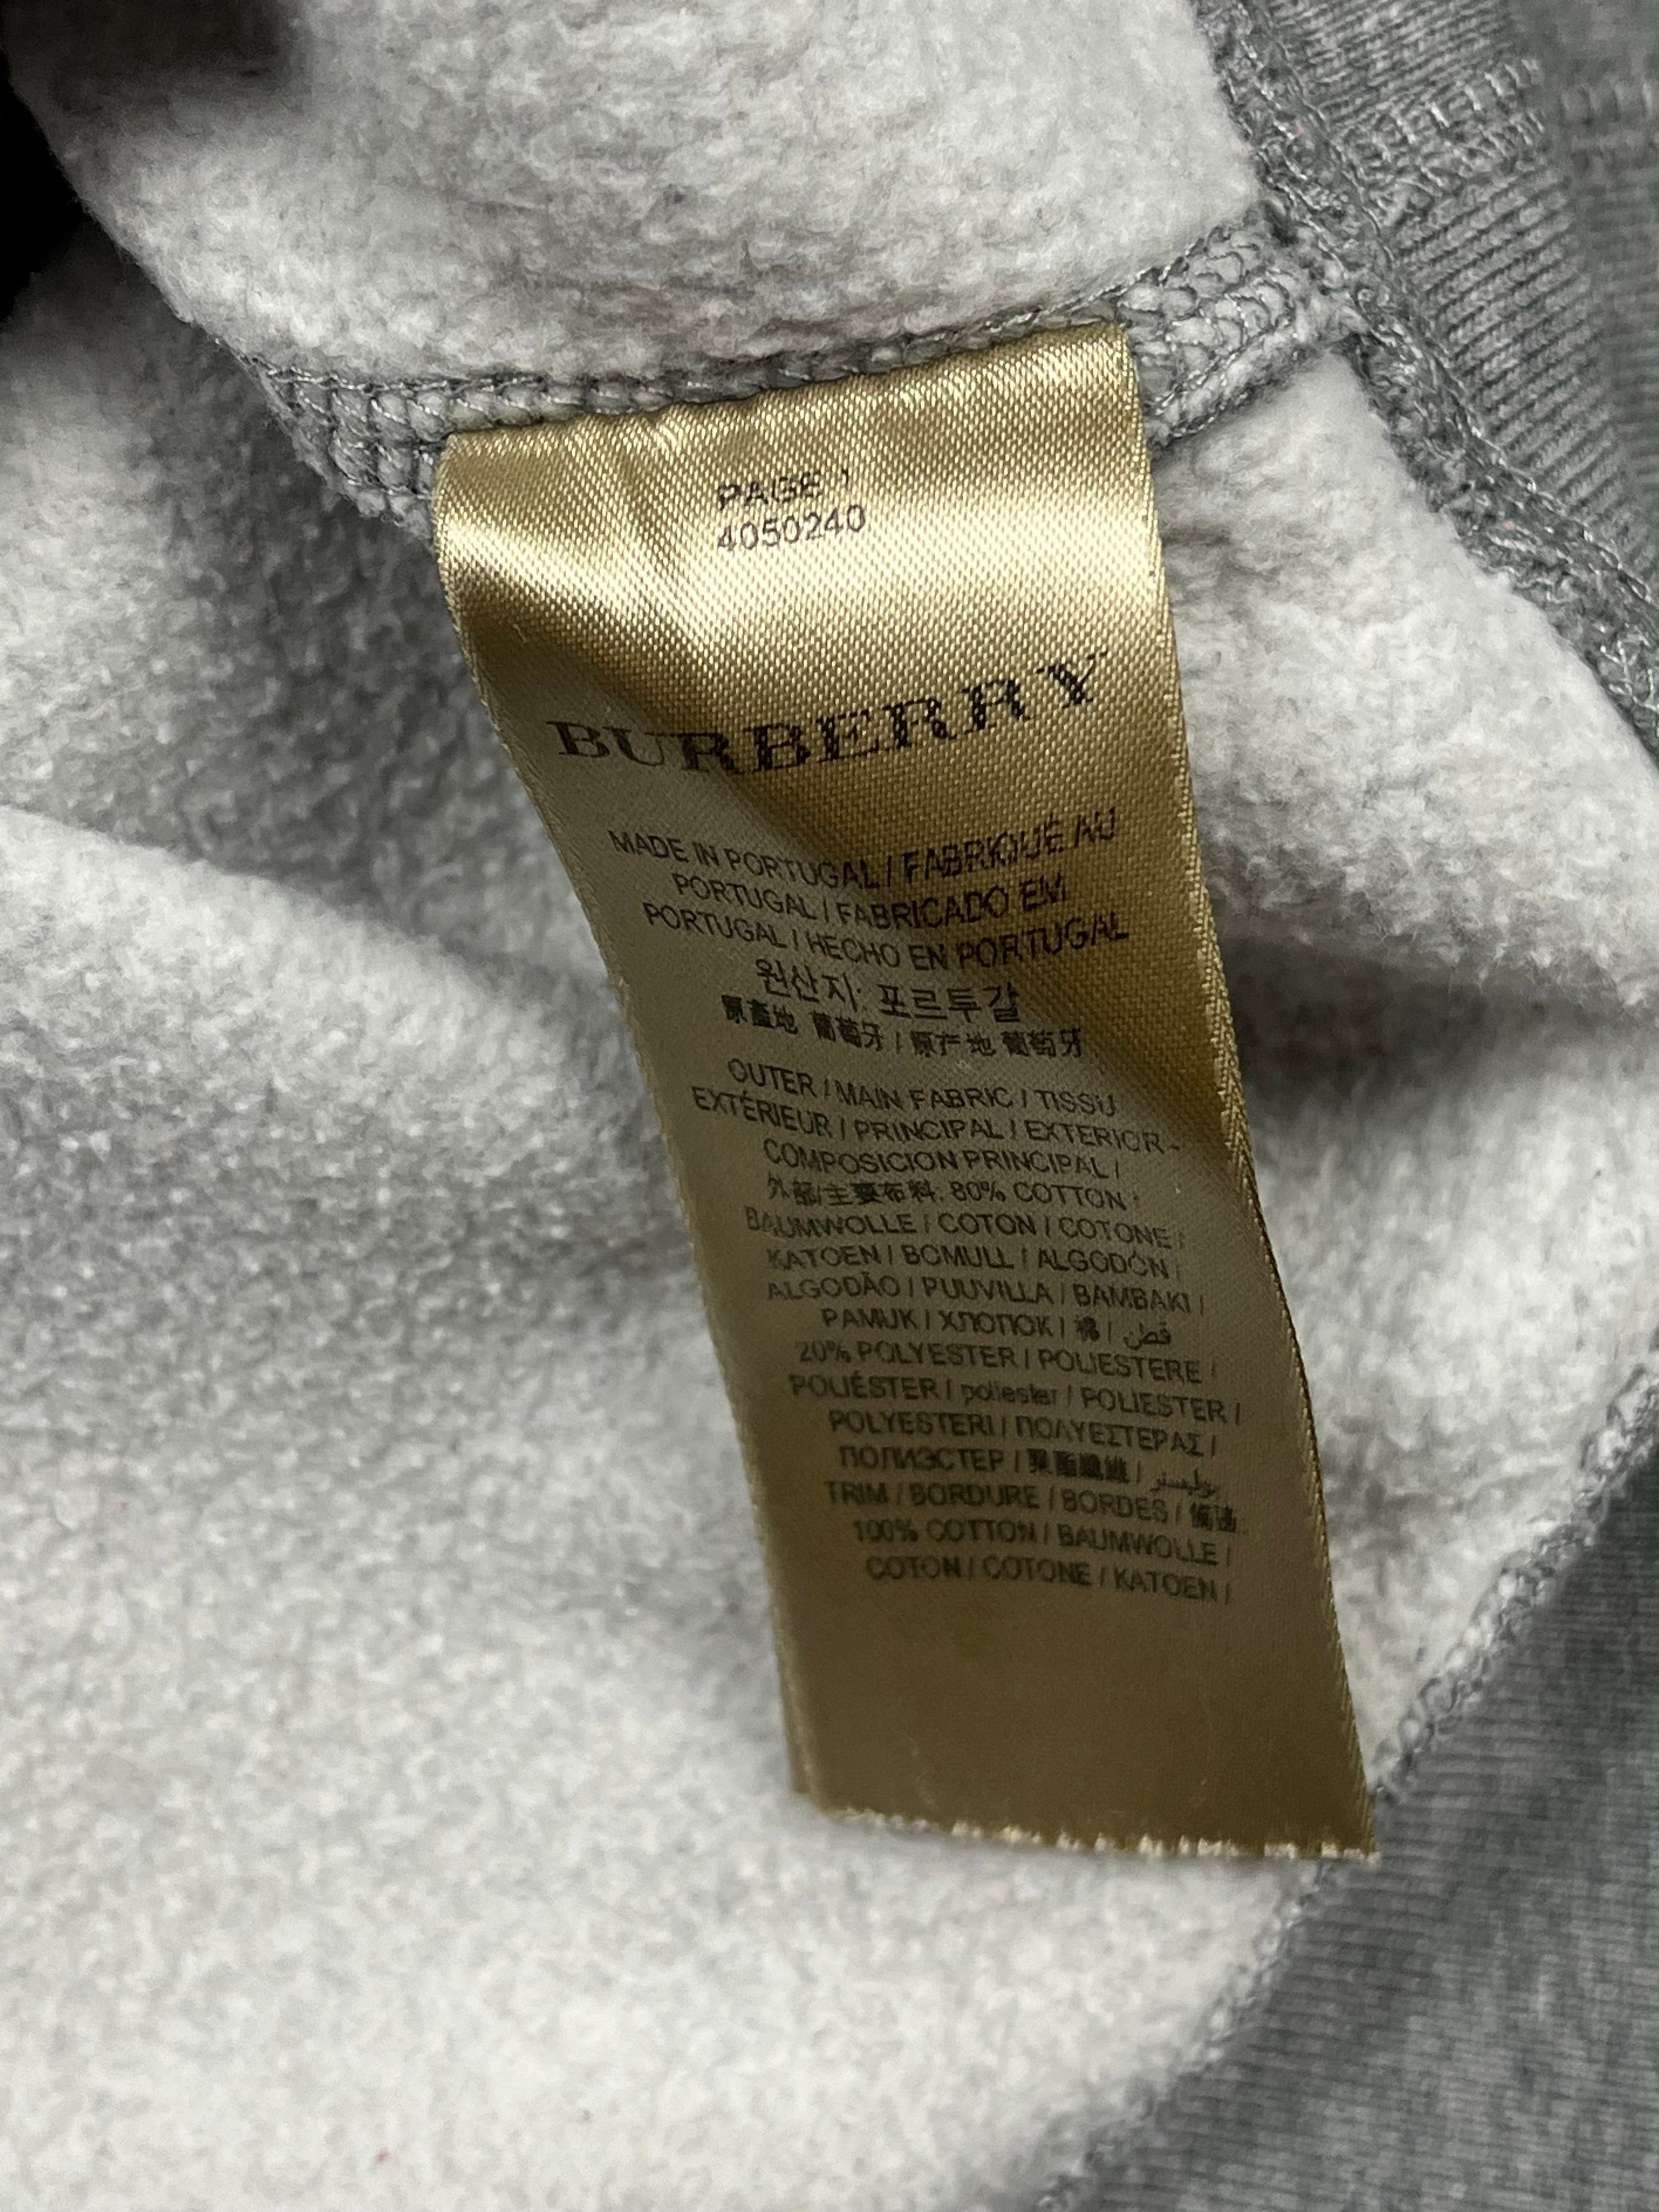 PAGE 1
4050240
BURBERRY
MADE IN PORTUGAL / FABRIQUÉ AU
PORTUGAL / FABRICADO EM
PORTUGAL / HECHO EN PORTUGAL
원산지: 포르투갈
原產地 葡萄牙 / 原产地 葡萄牙
OUTER / MAIN FABRIC / TISSU
EXTÉRIEUR / PRINCIPAL / EXTERIOR -
COMPOSICION PRINCIPAL /
外部/主要布料: 80% COTTON /
BAUMWOLLE / COTON / COTONE /
KATOEN / BOMULL / ALGODÓN /
ALGODÃO / PUUVILLA / BAMBAKI /
PAMUK / ХЛОПОК / 棉 / قطن
20% POLYESTER / POLIESTERE /
POLIÉSTER / poliester / POLIESTER /
POLYESTERI / ΠΟΛΥΕΣΤΕΡΑΣ /
ПОЛИЭСТЕР / 聚酯纖維 / بوليستر
TRIM / BORDURE / BORDES /
100% COTTON / BAUMWOLLE /
COTON / COTONE / KATOEN /